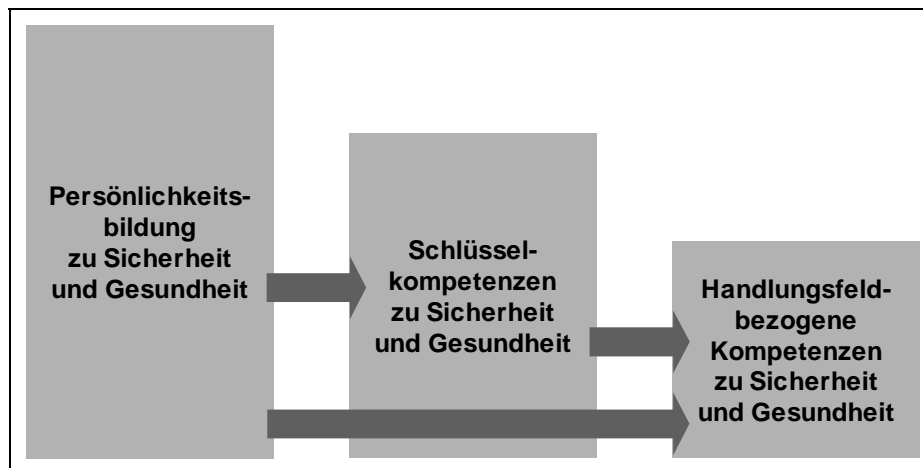 Persönlichkeits-
bildung
zu Sicherheit
und Gesundheit
Schlüssel-
kompetenzen
zu Sicherheit
und Gesundheit
Handlungsfeld-
bezogene
Kompetenzen
zu Sicherheit
und Gesundheit